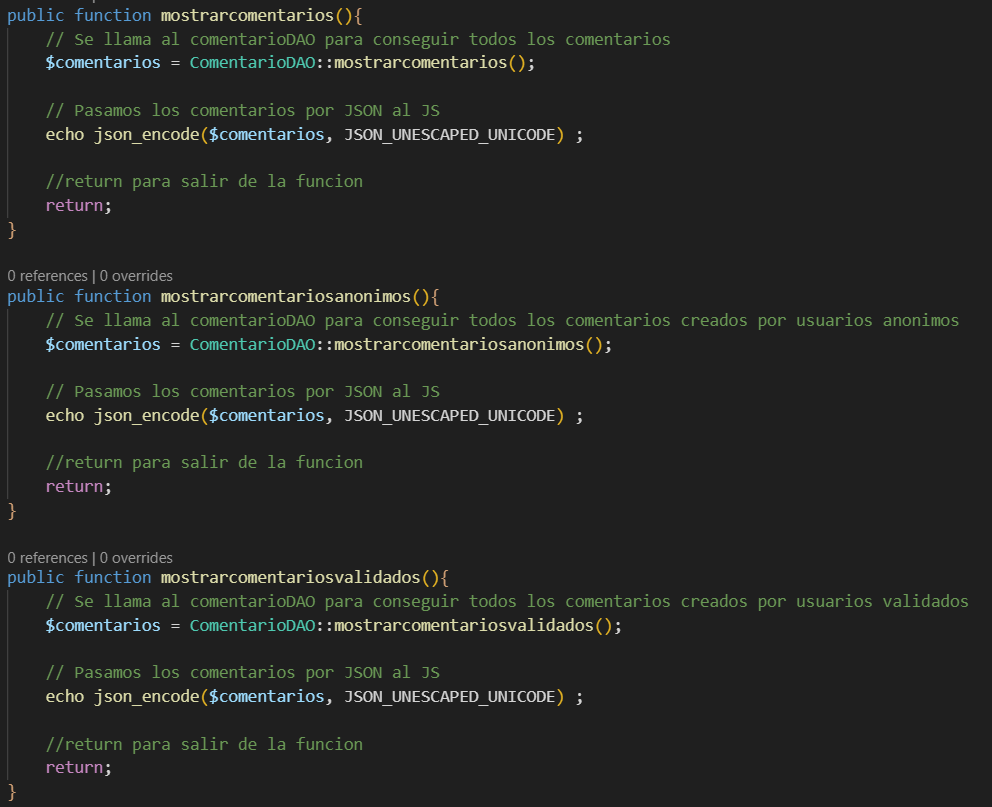 public function mostrarcomentarios(){
// Se llama al comentarioDAO para conseguir todos los comentarios
$comentarios = ComentarioDAO::mostrarcomentarios();
// Pasamos los comentarios por JSON al JS
echo json_encode($comentarios, JSON_UNESCAPED_UNICODE) ;
//return para salir de la funcion
return;
}
0 references | 0 overrides
public function mostrarcomentariosanonimos(){
// Se llama al comentarioDAO para conseguir todos los comentarios creados por usuarios anonimos
$comentarios = ComentarioDAO::mostrarcomentariosanonimos();
// Pasamos los comentarios por JSON al JS
echo json_encode($comentarios, JSON_UNESCAPED_UNICODE) ;
//return para salir de la funcion
return;
}
0 references | 0 overrides
public function mostrarcomentariosvalidados(){
// Se llama al comentarioDAO para conseguir todos los comentarios creados por usuarios validados
$comentarios = ComentarioDAO::mostrarcomentariosvalidados();
// Pasamos los comentarios por JSON al JS
echo json_encode($comentarios, JSON_UNESCAPED_UNICODE) ;
//return para salir de la funcion
return;
}